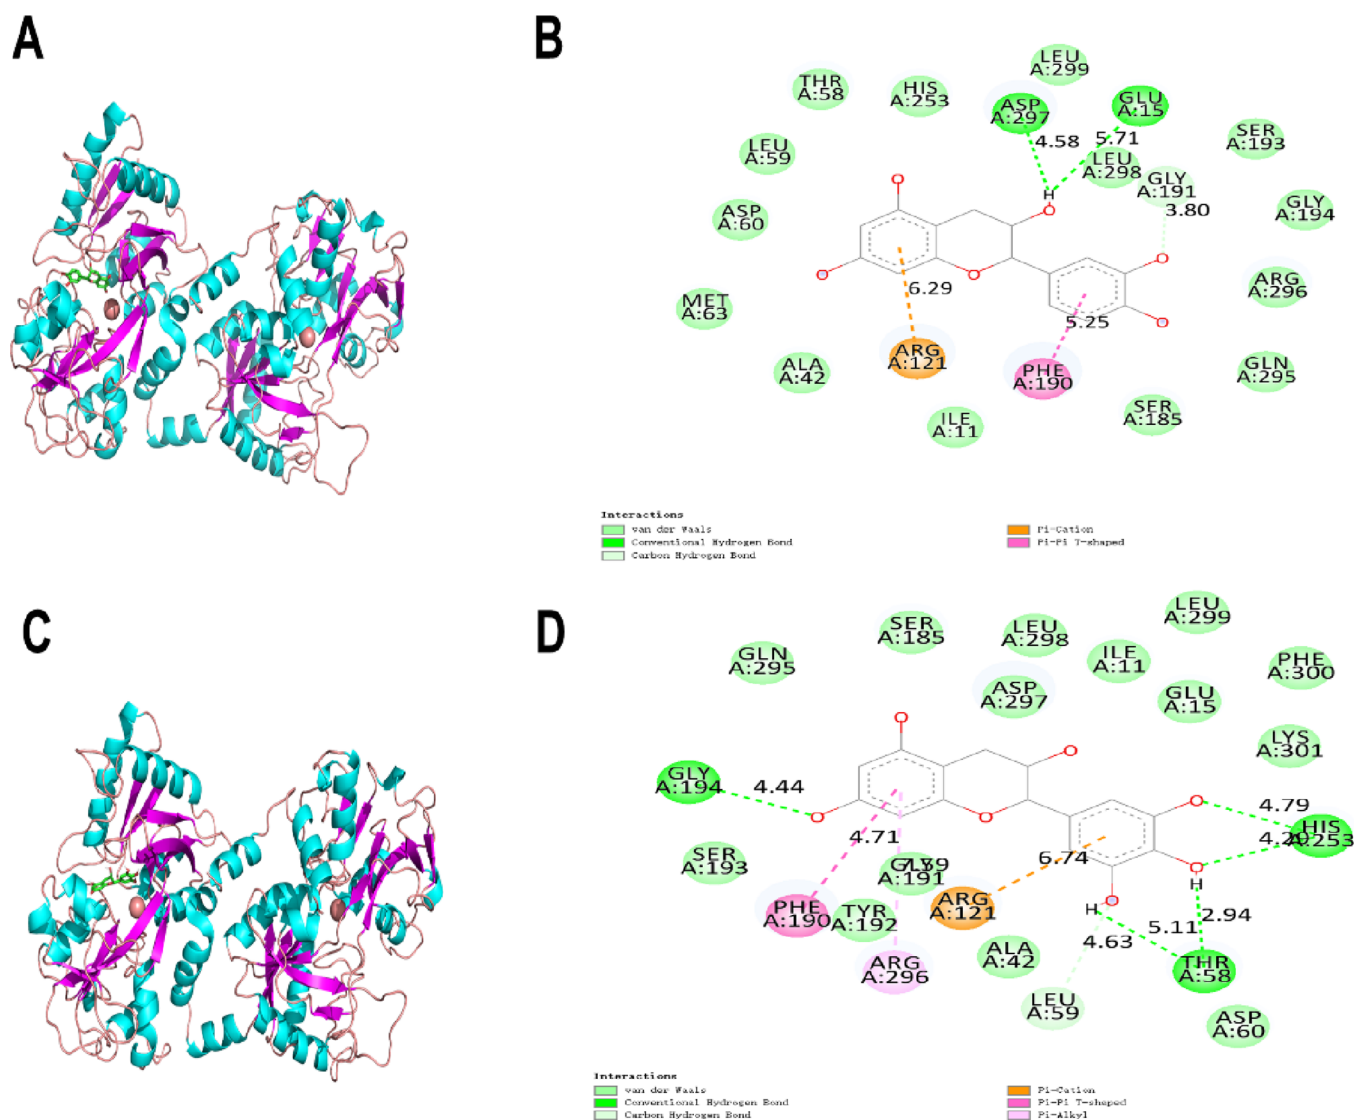 A
B
LEU
A:299
THR
A:58
HIS
A:253
ASP
A:297
GLU
A:15
4.58
5.71
SER
A:193
LEU
A:59
LEU
A:298
GLY
A:191
3.80
H
O
O
O
GLY
A:194
ASP
A:60
O
O
O
6.29
ARG
A:296
MET
A:63
5.25
O
ALA
A:42
ARG
A:121
PHE
A:190
GLN
A:295
ILE
A:11
SER
A:185
Interactions
van der Waals
Conventional Hydrogen Bond
Carbon Hydrogen Bond
Pi-Cation
Pi-Pi T-shaped
C
D
SER
A:185
LEU
A:298
LEU
A:299
GLN
A:295
ILE
A:11
PHE
A:300
ASP
A:297
GLU
A:15
LYS
A:301
O
O
GLY
A:194
4.44
O
O
O
4.79
HIS
A:253
4.71
6.74
O
H
SER
A:193
GLY
A:191
O
H
PHE
A:190
TYR
A:192
ARG
A:121
5.11
2.94
4.63
ARG
A:296
ALA
A:42
THR
A:58
LEU
A:59
ASP
A:60
Interactions
van der Waals
Conventional Hydrogen Bond
Carbon Hydrogen Bond
Pi-Cation
Pi-Pi T-shaped
Pi-Alkyl